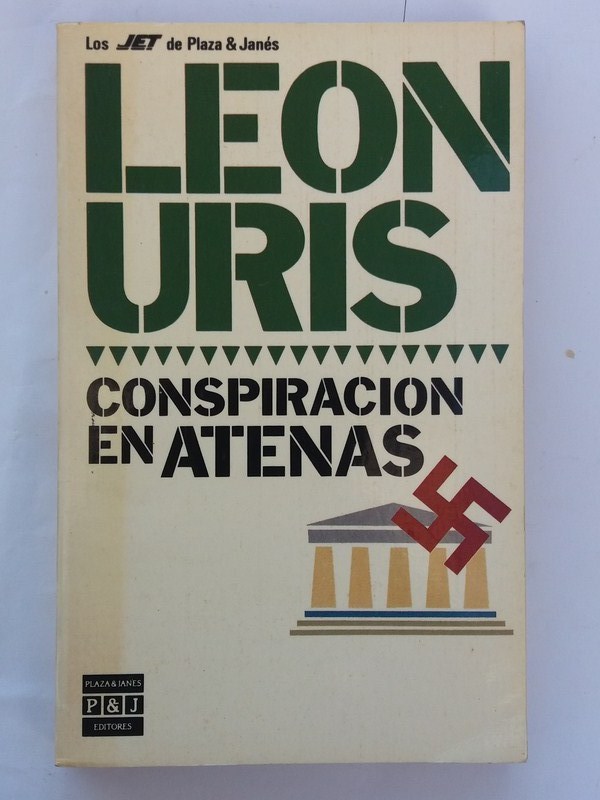 Los JET de Plaza & Janés
LEON
URIS
CONSPIRACION
EN ATENAS
PLAZA & JANES
P & J
EDITORES